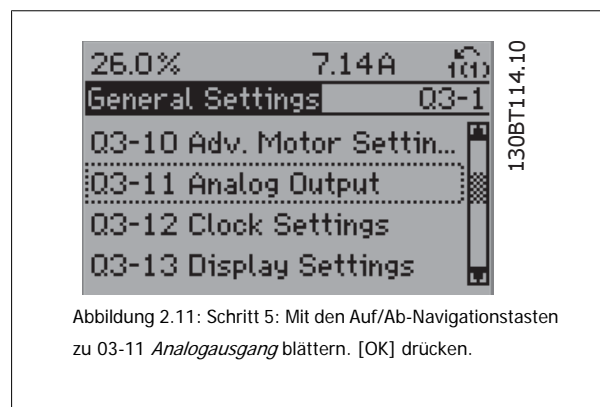 26.0% 7.14A 1(1)
General Settings Q3-1
Q3-10 Adv. Motor Settin...
Q3-11 Analog Output
Q3-12 Clock Settings
Q3-13 Display Settings
130BT114.10
Abbildung 2.11: Schritt 5: Mit den Auf/Ab-Navigationstasten
zu 03-11 Analogausgang blättern. [OK] drücken.